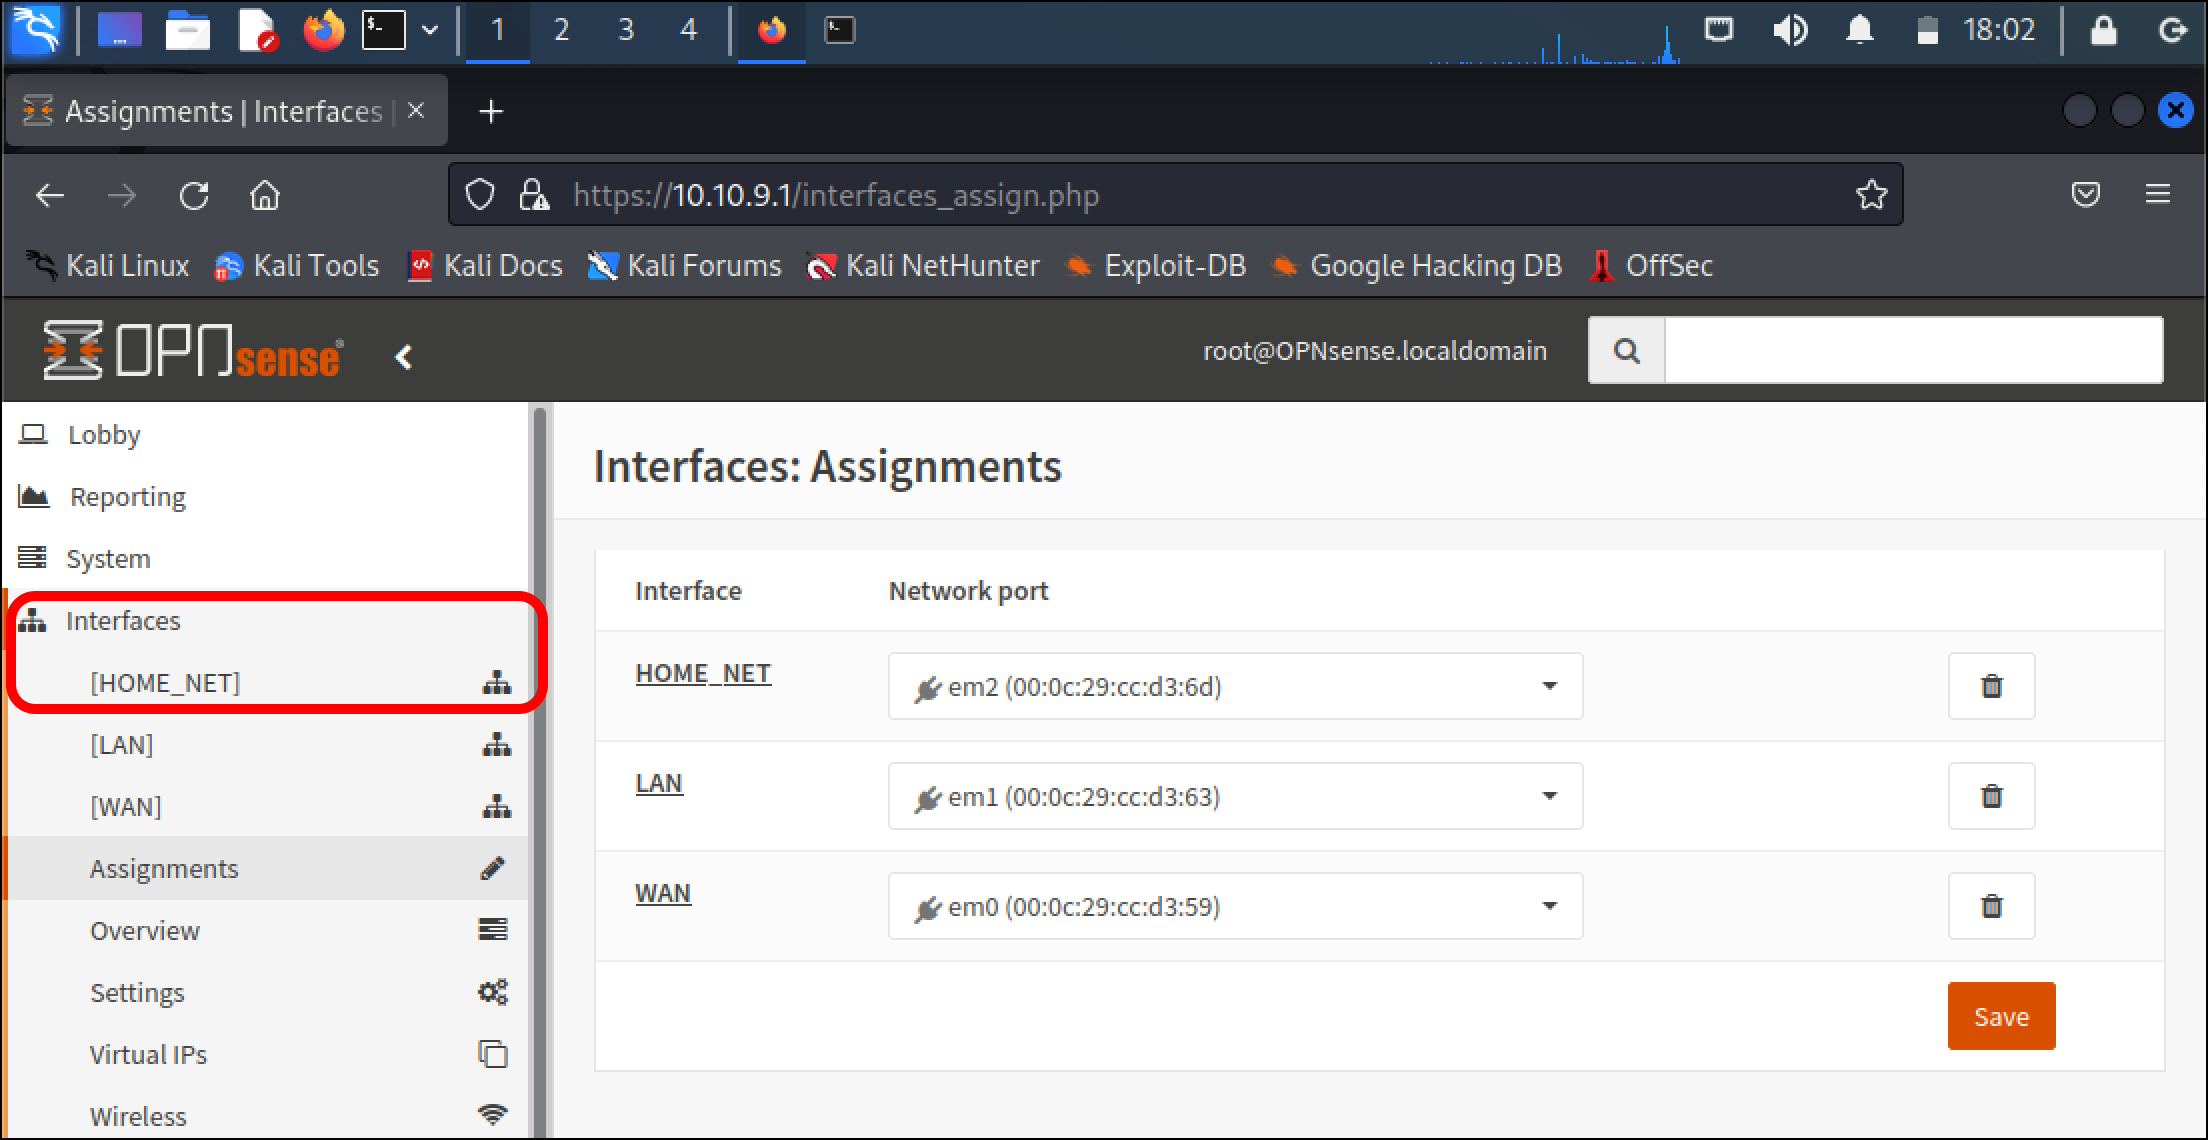 1 2 3 4 18:02
Assignments | Interfaces |
https://10.10.9.1/interfaces_assign.php
Kali Linux Kali Tools Kali Docs Kali Forums Kali NetHunter Exploit-DB Google Hacking DB OffSec
OPNsense® root@OPNsense.localdomain
Lobby
Reporting
System
Interfaces
[HOME_NET]
[LAN]
[WAN]
Assignments
Overview
Settings
Virtual IPs
Wireless
Interfaces: Assignments
Interface Network port
HOME_NET em2 (00:0c:29:cc:d3:6d)
LAN em1 (00:0c:29:cc:d3:63)
WAN em0 (00:0c:29:cc:d3:59)
Save